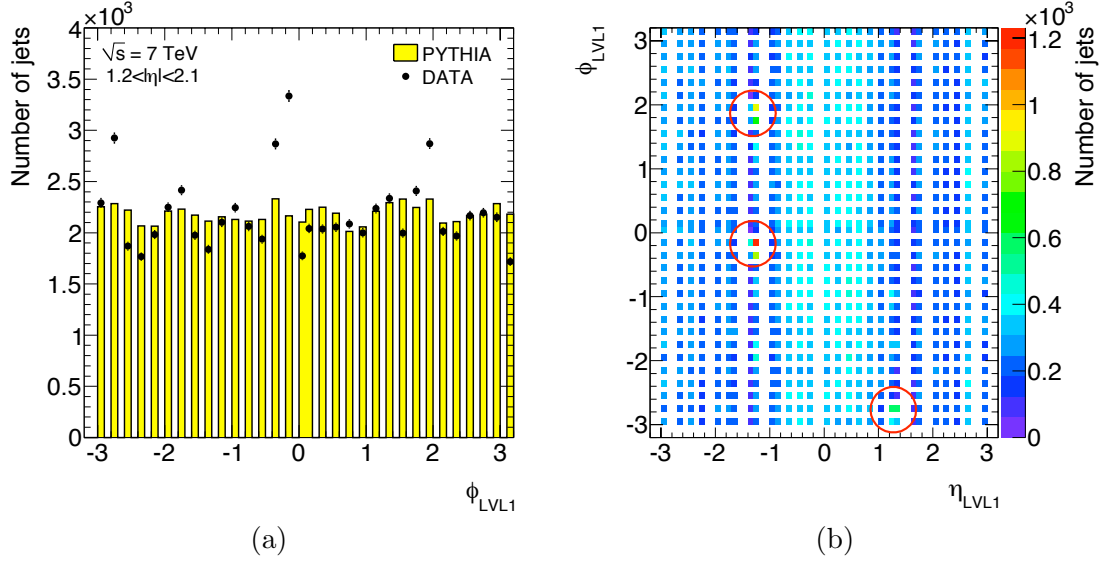 ×10³
Number of jets
4
3.5
3
2.5
2
1.5
1
0.5
0
√s = 7 TeV
1.2<|η|<2.1
PYTHIA
DATA
-3 -2 -1 0 1 2 3
ϕLVL1
(a)
ϕLVL1
3
2
1
0
-1
-2
-3
-3 -2 -1 0 1 2 3
ηLVL1
×10³
Number of jets
1.2
1
0.8
0.6
0.4
0.2
0
(b)